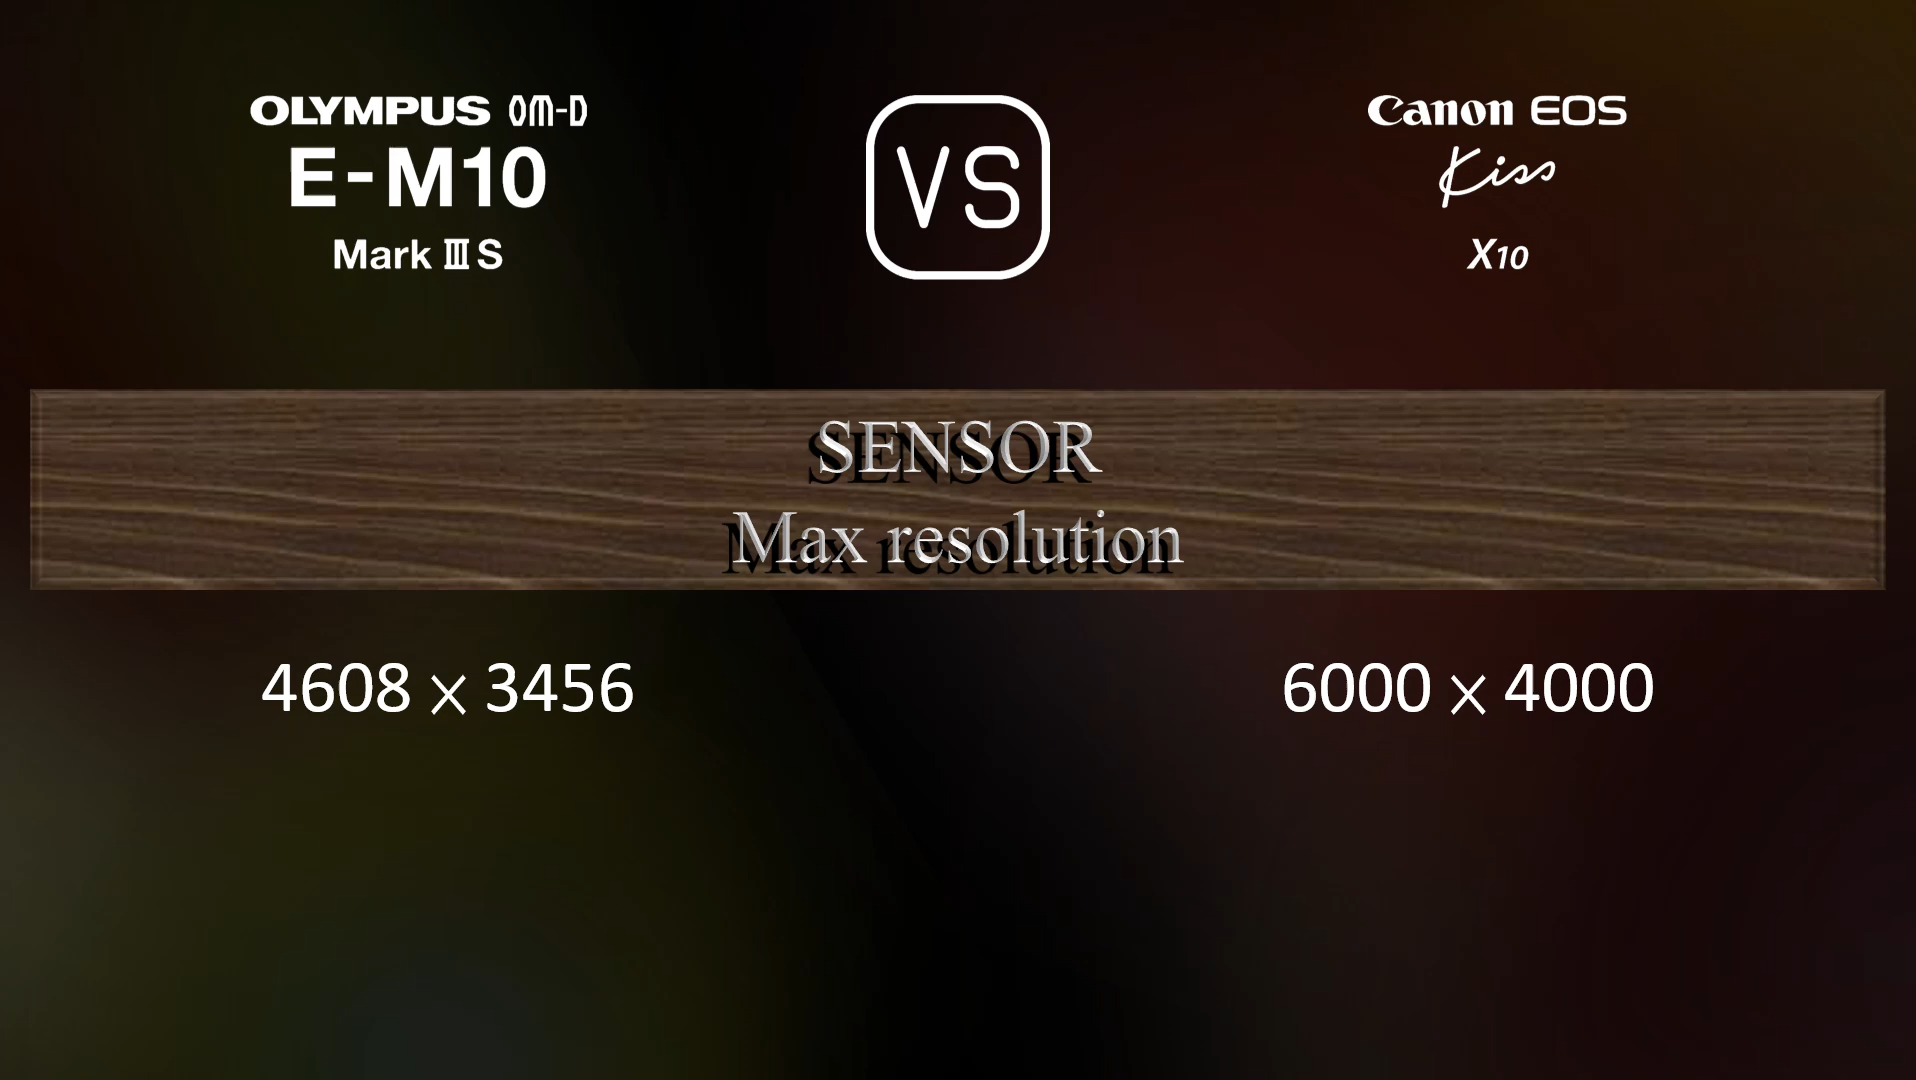 OLYMPUS OM-D
E-M10
Mark III S
VS
Canon EOS
Kiss
X10
SENSOR
Max resolution
4608 x 3456
6000 x 4000